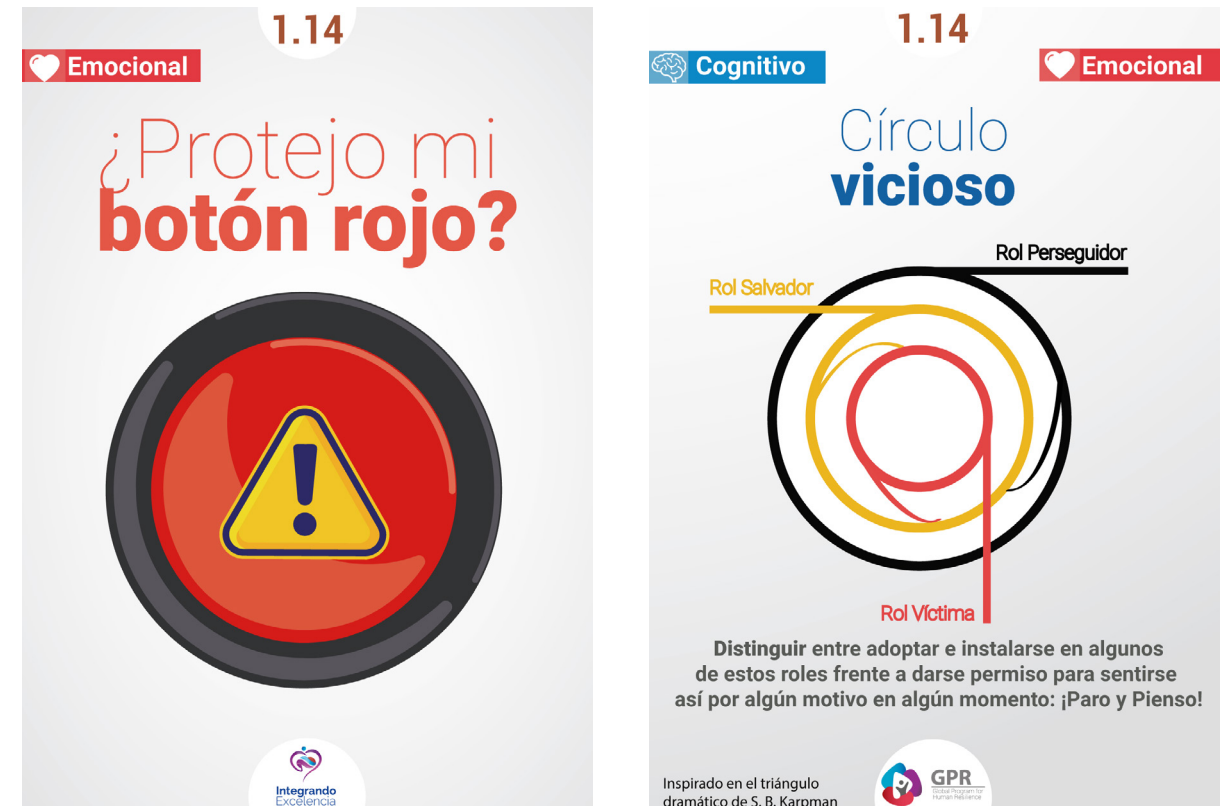 1.14
Emocional
¿Protejo mi
botón rojo?
Integrando
Excelencia
1.14
Cognitivo
Emocional
Círculo
vicioso
Rol Perseguidor
Rol Salvador
Rol Víctima
Distinguir entre adoptar e instalarse en algunos
de estos roles frente a darse permiso para sentirse
así por algún motivo en algún momento: ¡Paro y Pienso!
Inspirado en el triángulo
dramático de S. B. Karpman
GPR
Global Program for
Human Resilience